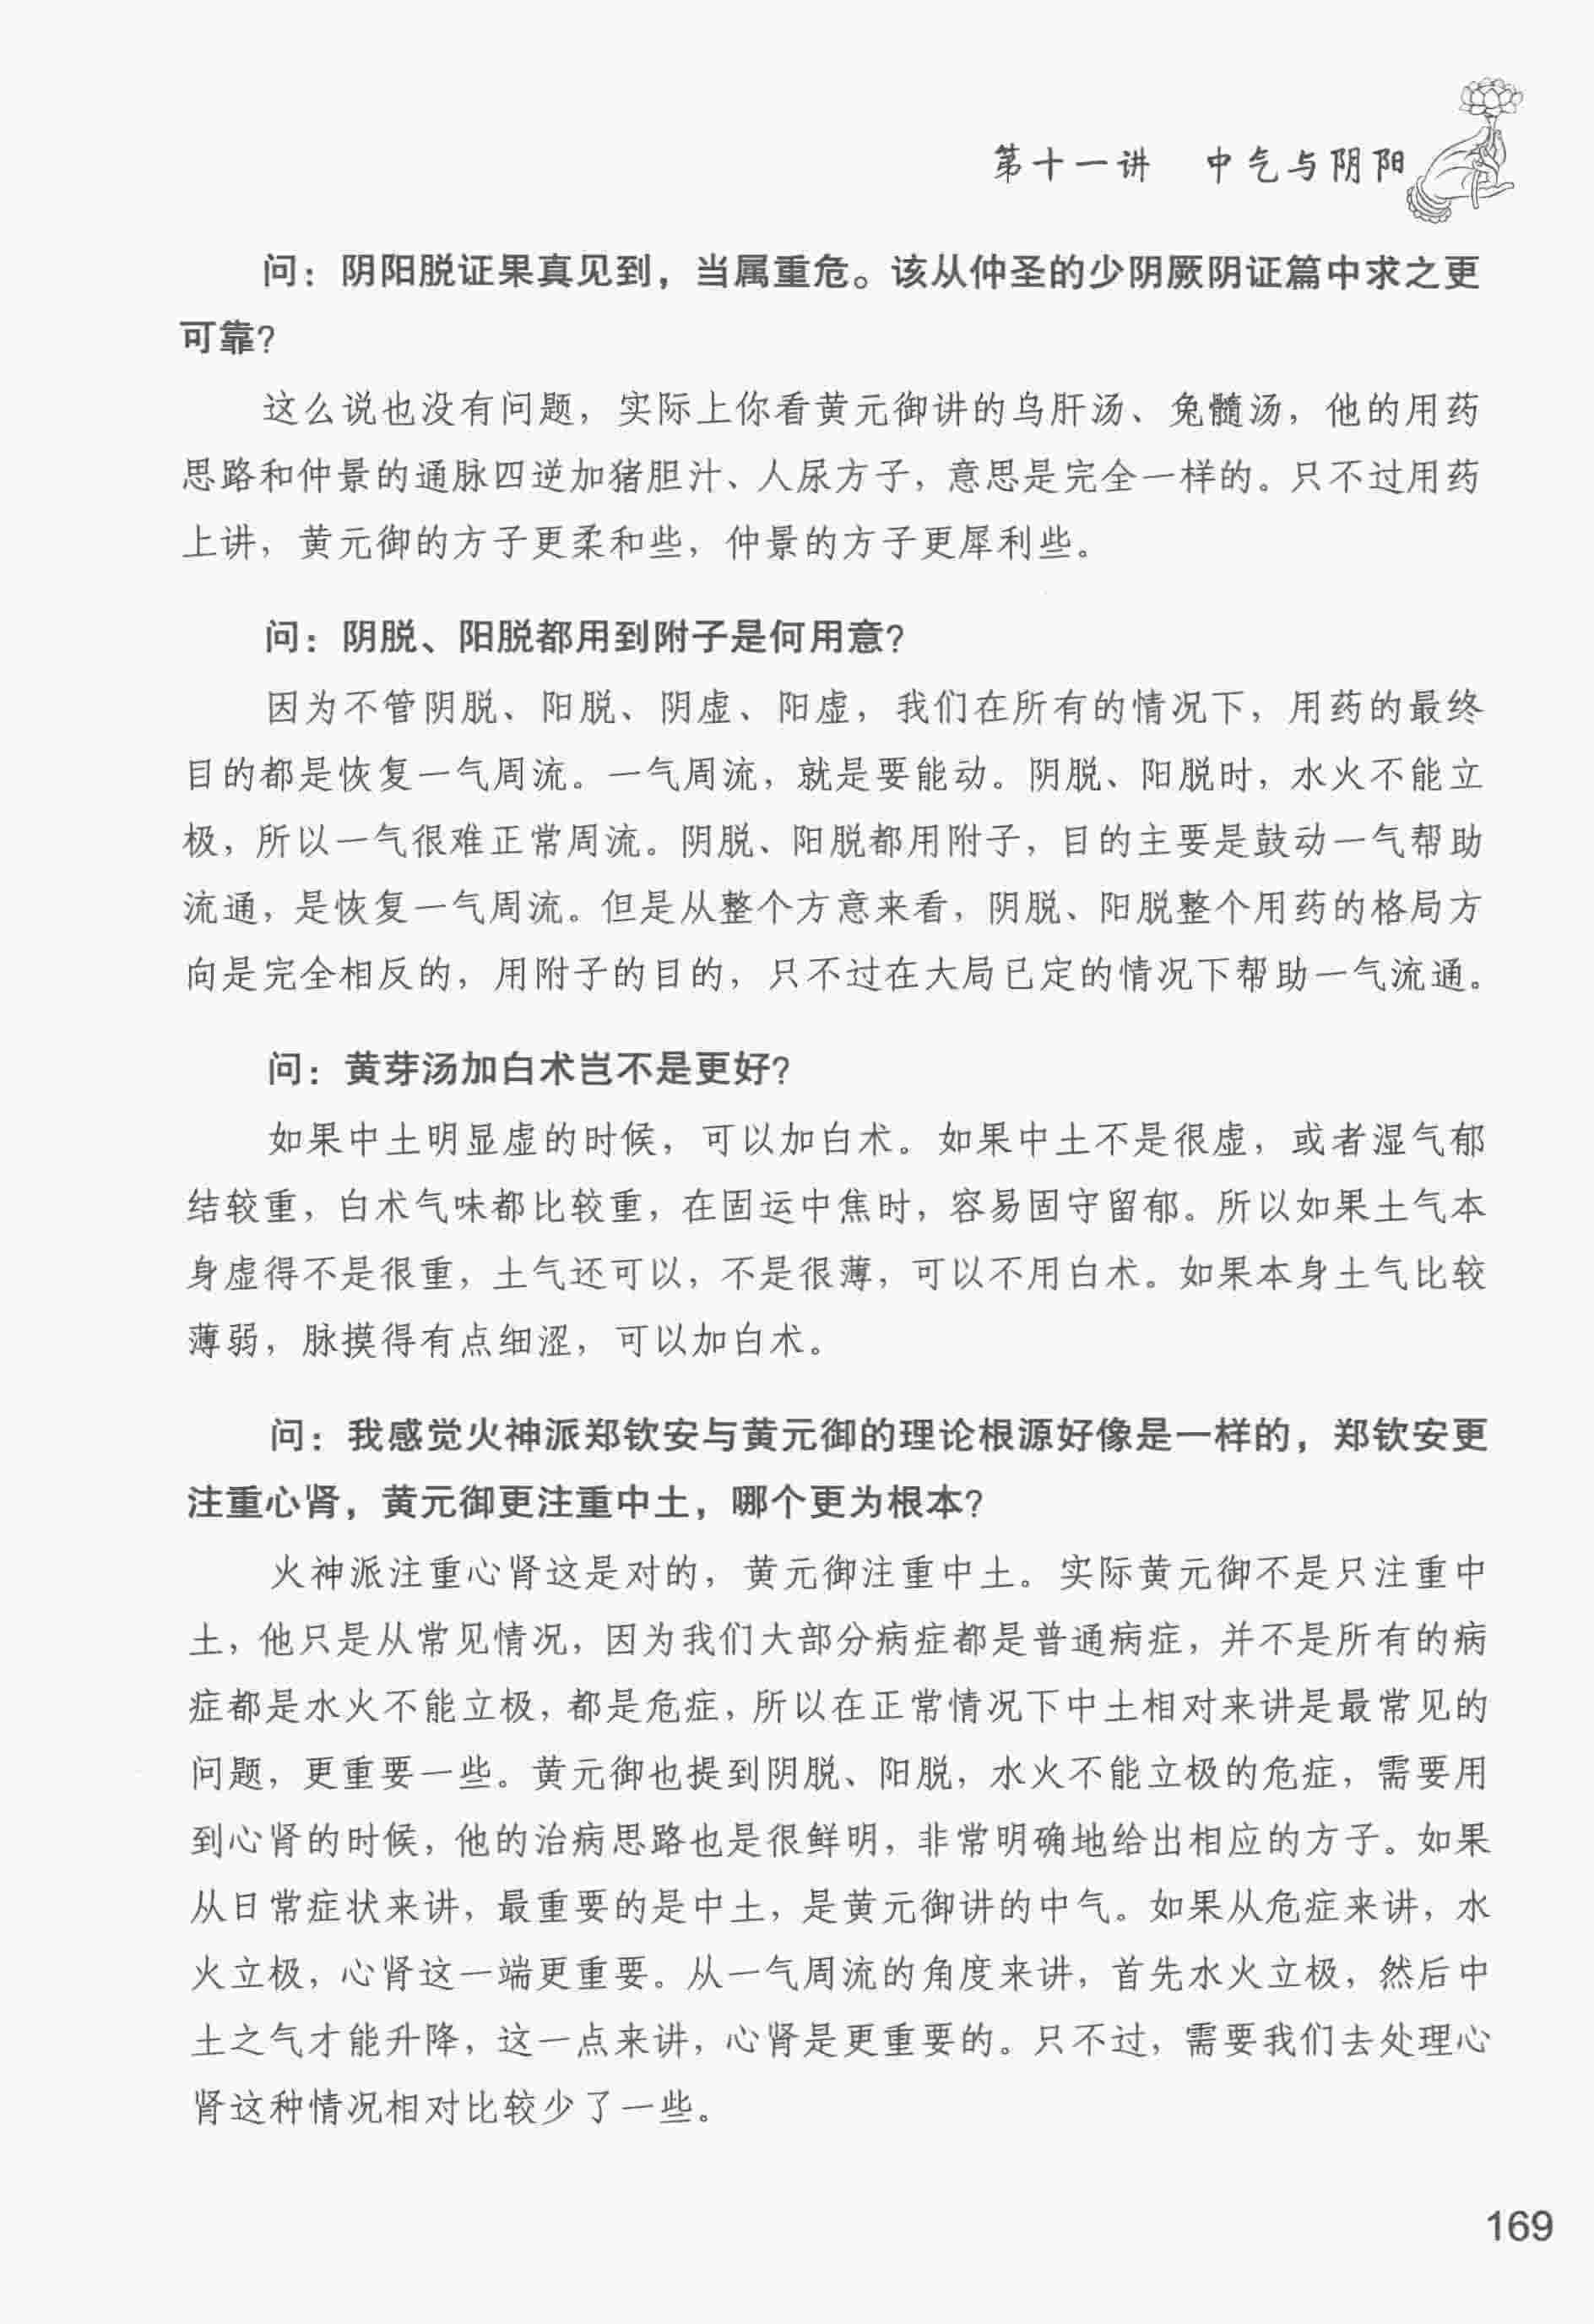 第十一讲 中气与阴阳
问：阴阳脱证果真见到，当属重危。该从仲圣的少阴厥阴证篇中求之更
可靠？
这么说也没有问题，实际上你看黄元御讲的乌肝汤、兔髓汤，他的用药
思路和仲景的通脉四逆加猪胆汁、人尿方子，意思是完全一样的。只不过用药
上讲，黄元御的方子更柔和些，仲景的方子更犀利些。
问：阴脱、阳脱都用到附子是何用意？
因为不管阴脱、阳脱、阴虚、阳虚，我们在所有的情况下，用药的最终
目的都是恢复一气周流。一气周流，就是要能动。阴脱、阳脱时，水火不能立
极，所以一气很难正常周流。阴脱、阳脱都用附子，目的主要是鼓动一气帮助
流通，是恢复一气周流。但是从整个方意来看，阴脱、阳脱整个用药的格局方
向是完全相反的，用附子的目的，只不过在大局已定的情况下帮助一气流通。
问：黄芽汤加白术岂不是更好？
如果中土明显虚的时候，可以加白术。如果中土不是很虚，或者湿气郁
结较重，白术气味都比较重，在固运中焦时，容易固守留郁。所以如果土气本
身虚得不是很重，土气还可以，不是很薄，可以不用白术。如果本身土气比较
薄弱，脉摸得有点细涩，可以加白术。
问：我感觉火神派郑钦安与黄元御的理论根源好像是一样的，郑钦安更
注重心肾，黄元御更注重中土，哪个更为根本？
火神派注重心肾这是对的，黄元御注重中土。实际黄元御不是只注重中
土，他只是从常见情况，因为我们大部分病症都是普通病症，并不是所有的病
症都是水火不能立极，都是危症，所以在正常情况下中土相对来讲是最常见的
问题，更重要一些。黄元御也提到阴脱、阳脱，水火不能立极的危症，需要用
到心肾的时候，他的治病思路也是很鲜明，非常明确地给出相应的方子。如果
从日常症状来讲，最重要的是中土，是黄元御讲的中气。如果从危症来讲，水
火立极，心肾这一端更重要。从一气周流的角度来讲，首先水火立极，然后中
土之气才能升降，这一点来讲，心肾是更重要的。只不过，需要我们去处理心
肾这种情况相对比较少了一些。
169